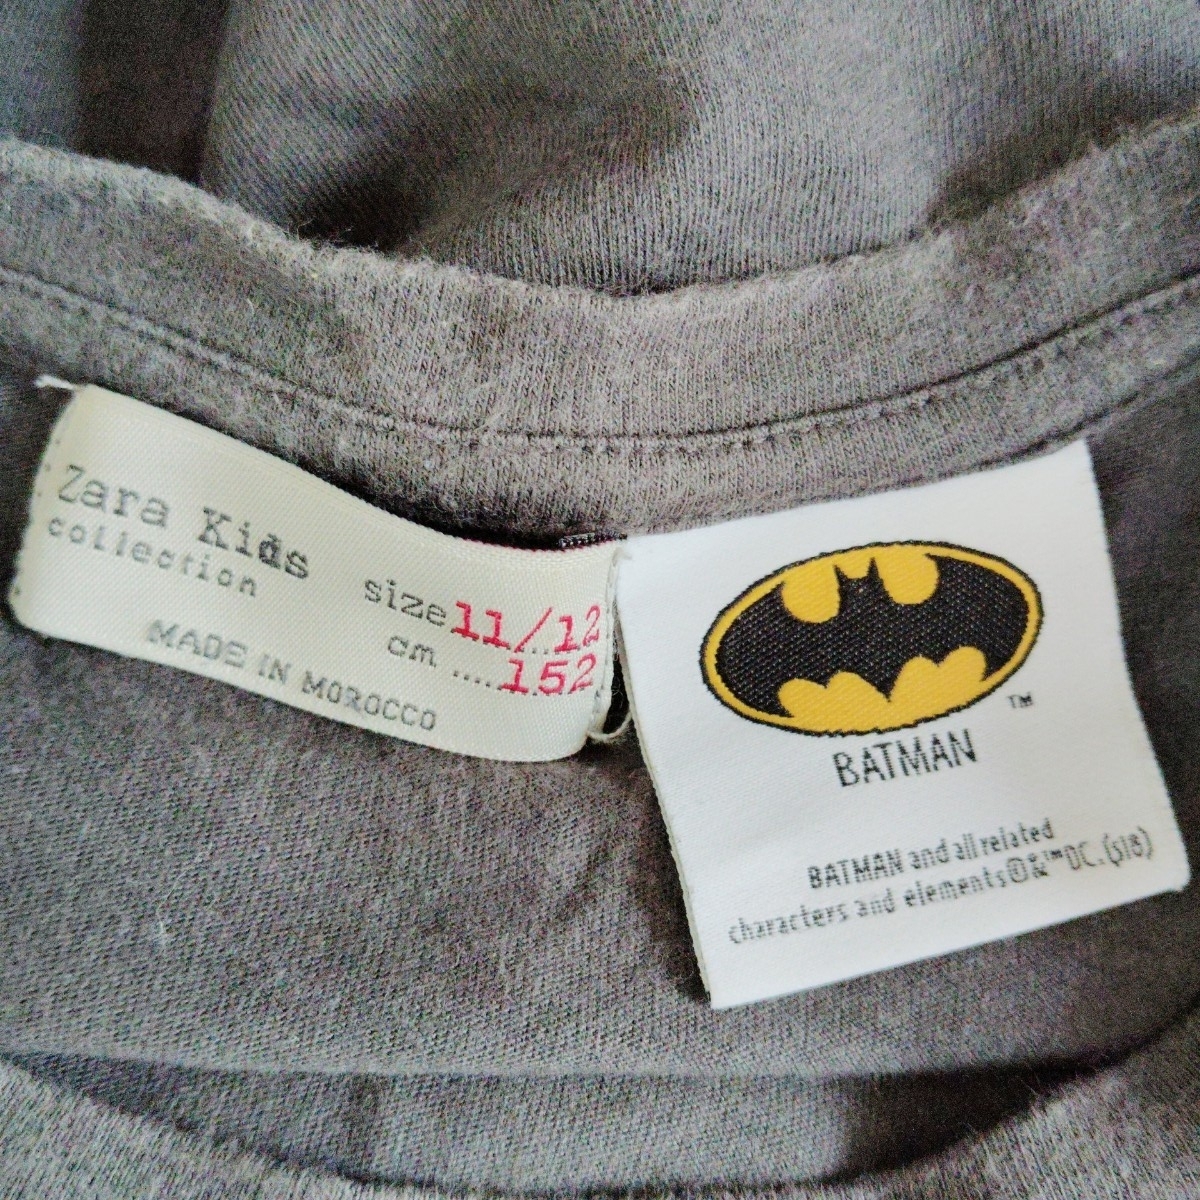 Zara Kids
collection
size 11/12
cm ....152
MADE IN MOROCCO
TM
BATMAN
BATMAN and all related
characters and elements©&™DC. (s18)